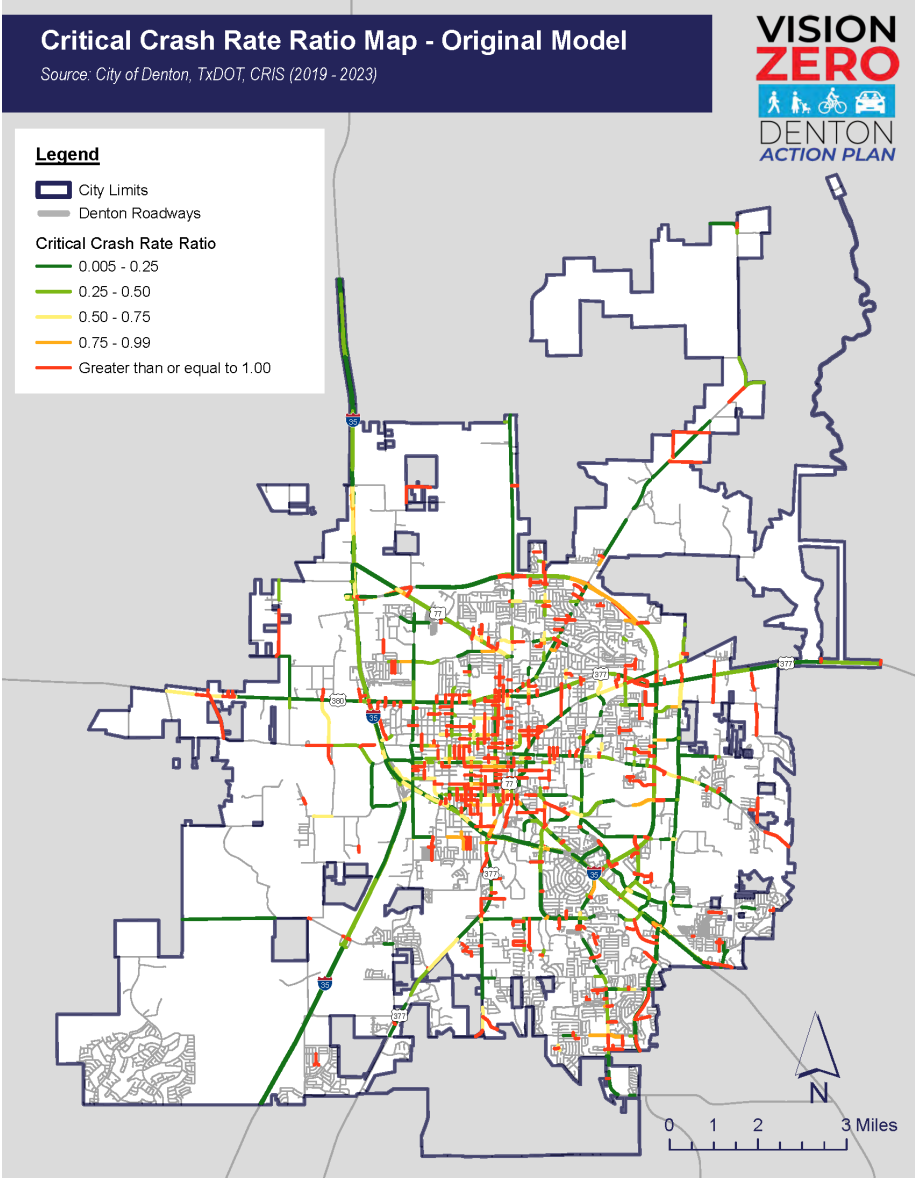 Critical Crash Rate Ratio Map - Original Model
Source: City of Denton, TxDOT, CRIS (2019 - 2023)
VISION
ZERO
DENTON
ACTION PLAN
Legend
City Limits
Denton Roadways
Critical Crash Rate Ratio
0.005 - 0.25
0.25 - 0.50
0.50 - 0.75
0.75 - 0.99
Greater than or equal to 1.00
35
77
377
377
380
35
77
35
377
35
377
N
0 1 2 3 Miles